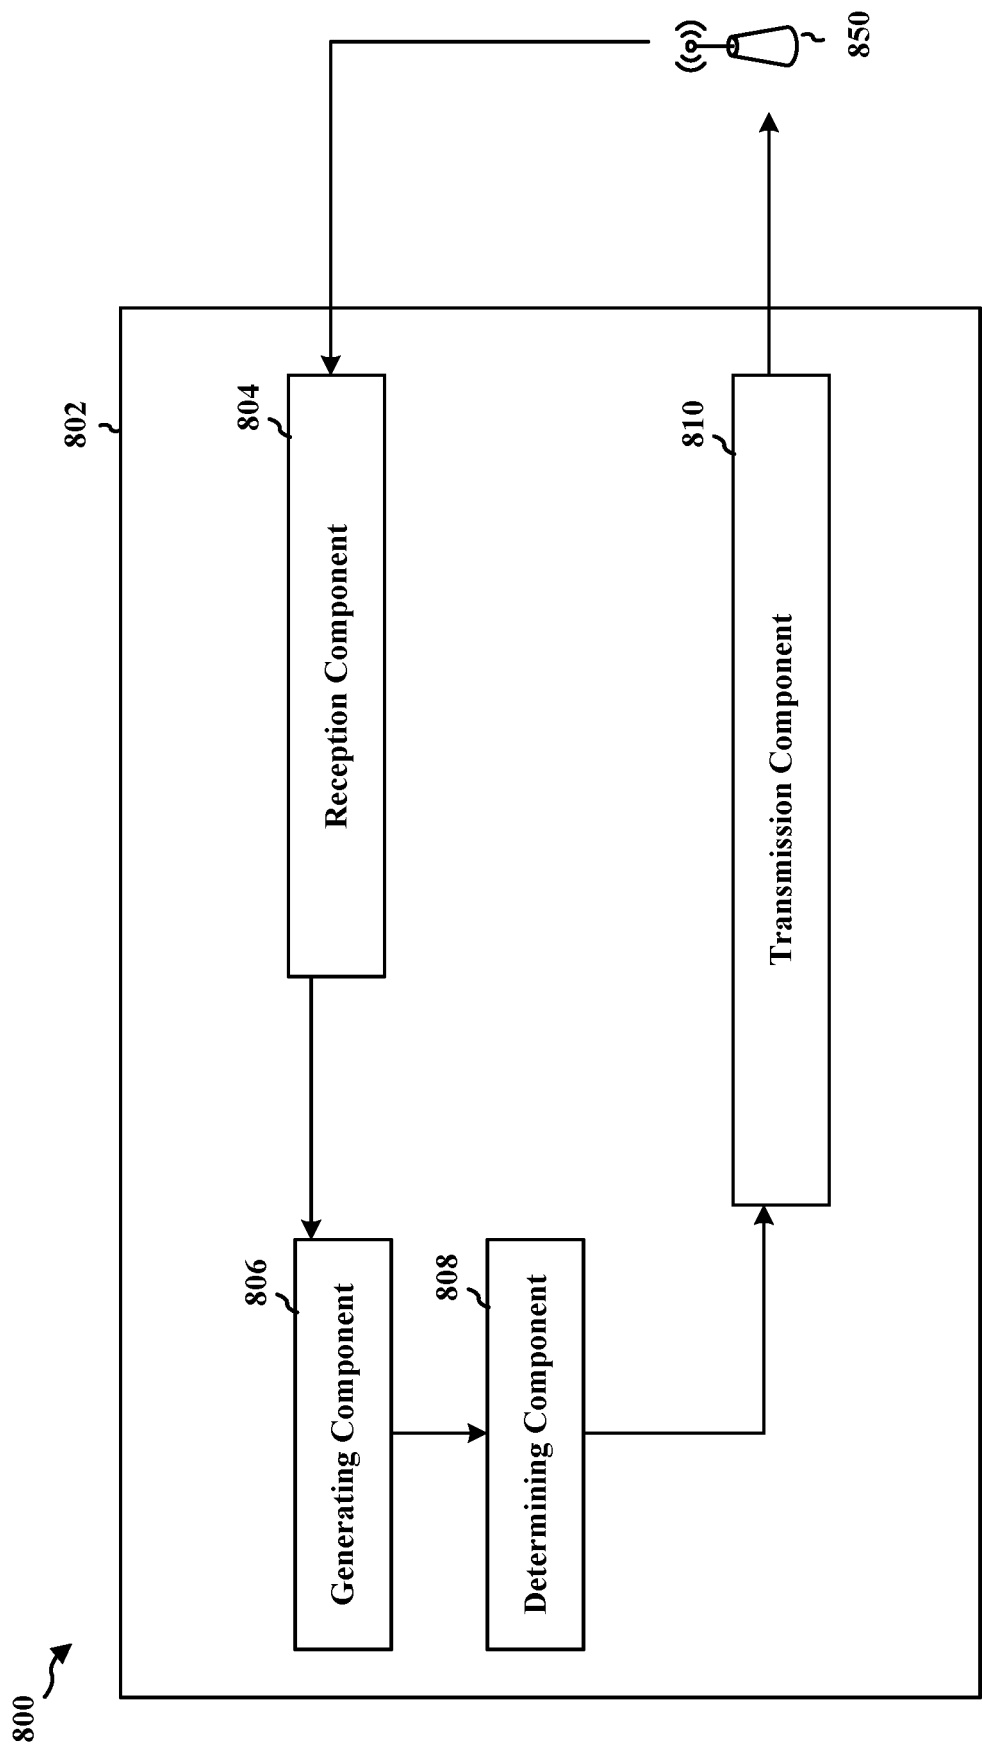 800
802
806
Generating Component
804
Reception Component
808
Determining Component
810
Transmission Component
850